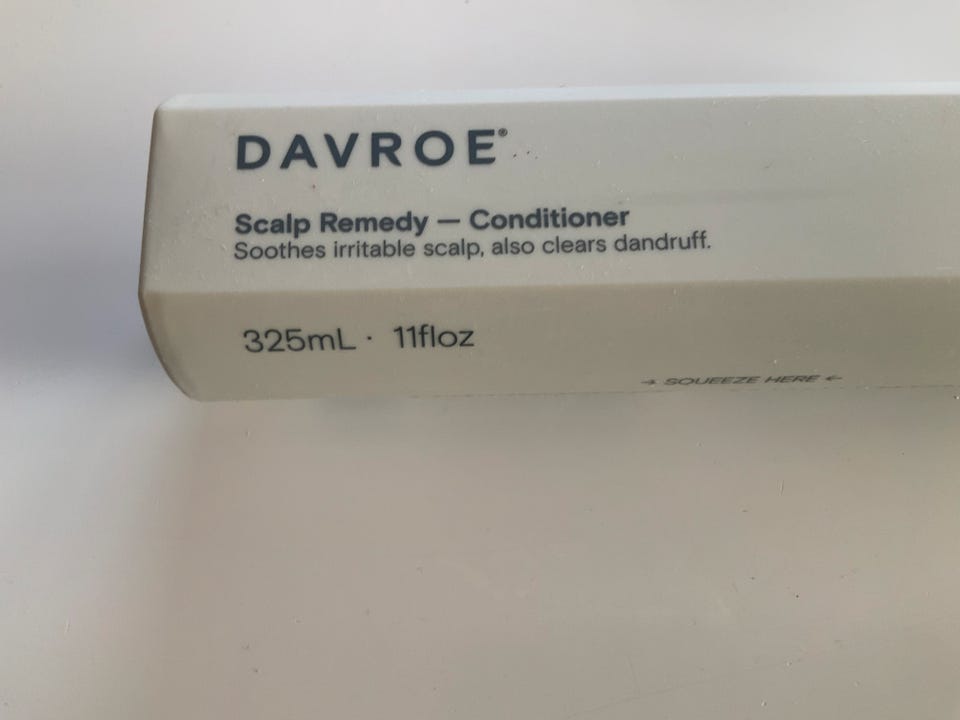 DAVROE®
Scalp Remedy — Conditioner
Soothes irritable scalp, also clears dandruff.
325mL · 11floz
→ SQUEEZE HERE ←